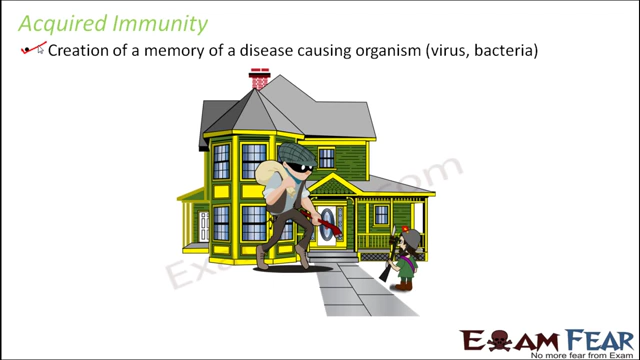 Acquired Immunity
Creation of a memory of a disease causing organism (virus, bacteria)
EXAM FEAR
No more fear from Exam